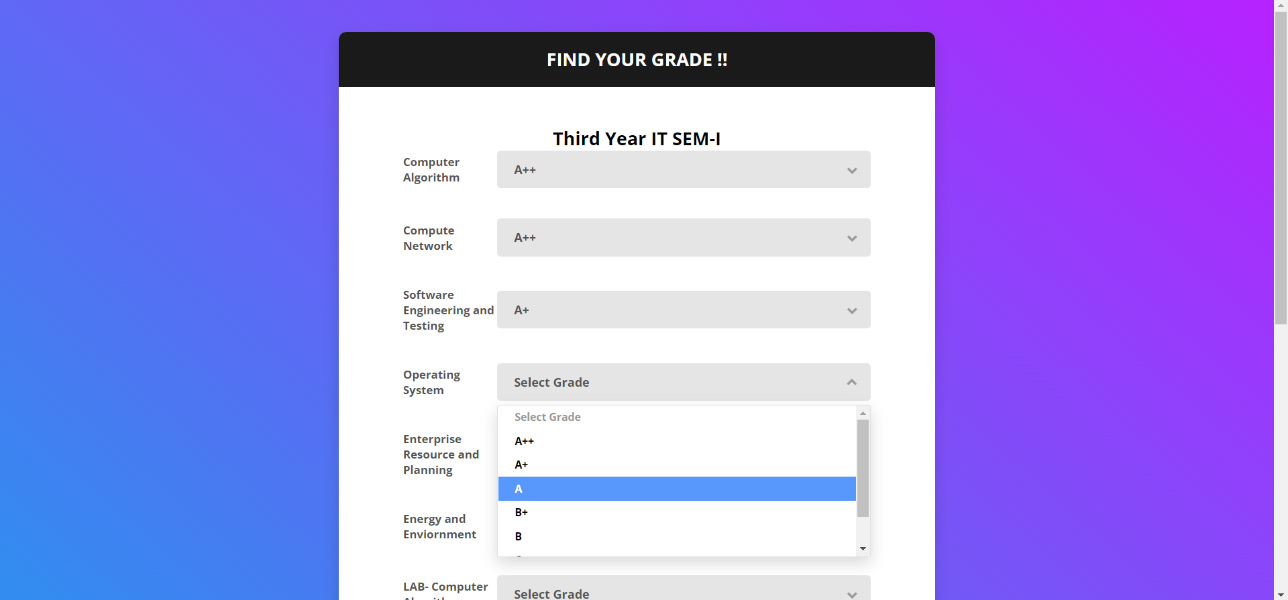 FIND YOUR GRADE !!
Third Year IT SEM-I
Computer
Algorithm
A++
Compute
Network
A++
Software
Engineering and
Testing
A+
Operating
System
Select Grade
Select Grade
A++
A+
A
B+
B
Enterprise
Resource and
Planning
Energy and
Enviornment
LAB- Computer
Select Grade